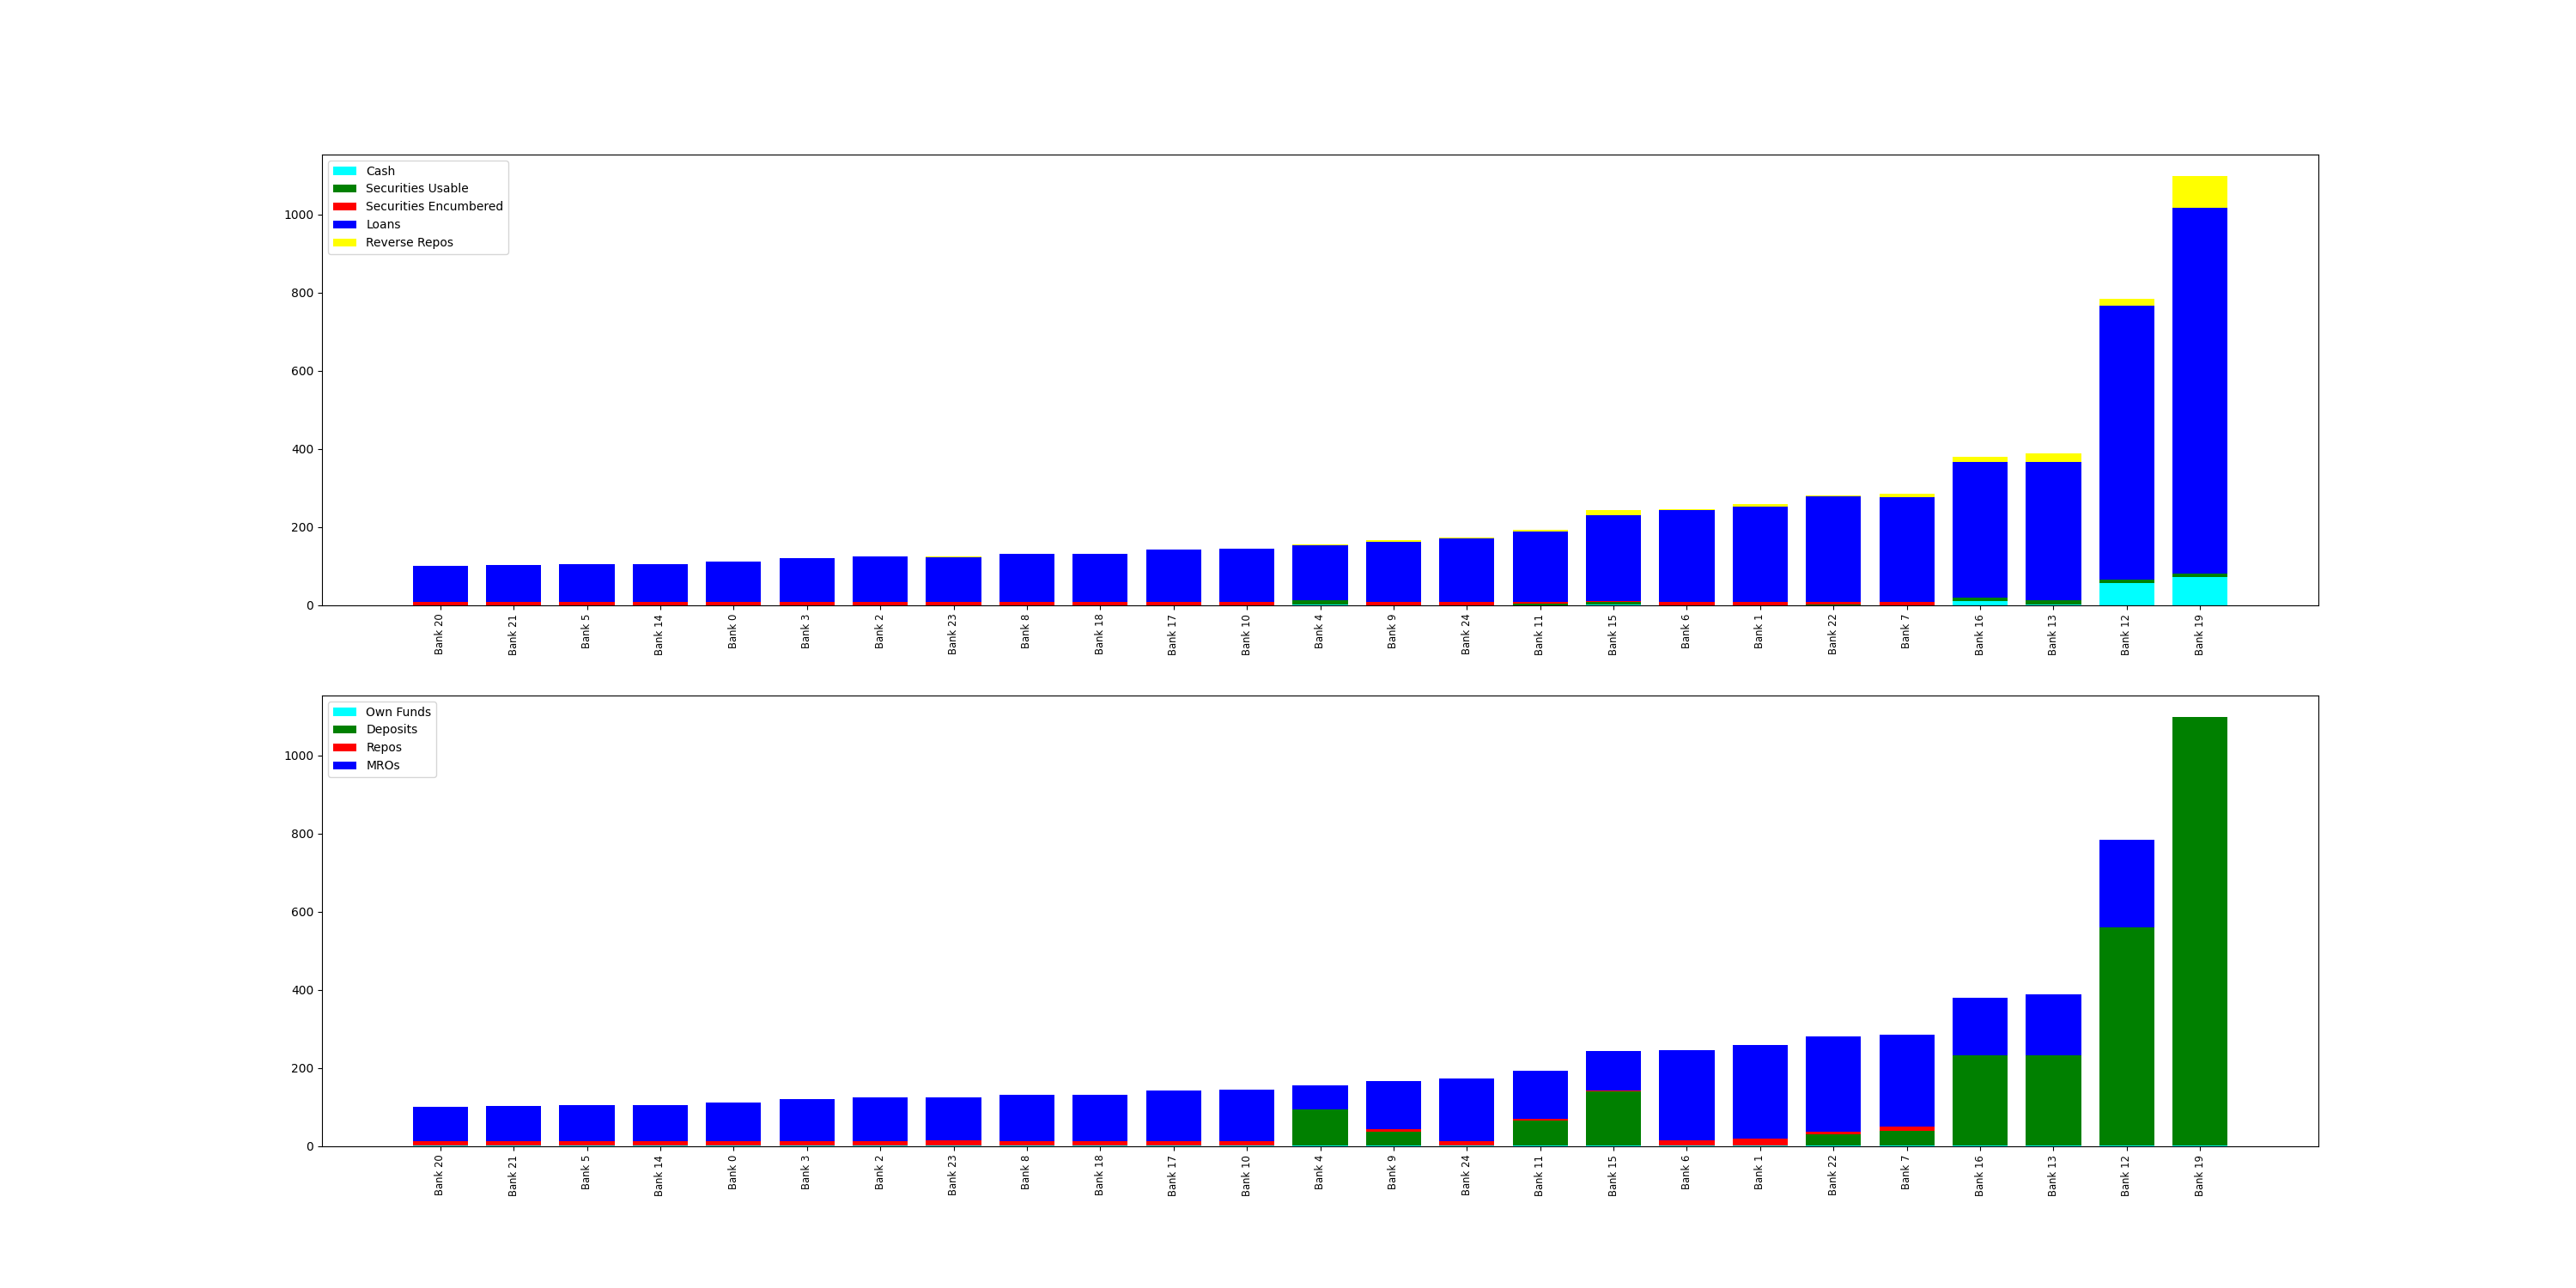 Cash
Securities Usable
Securities Encumbered
Loans
Reverse Repos
1000
800
600
400
200
0
Bank 20
Bank 21
Bank 5
Bank 14
Bank 0
Bank 3
Bank 2
Bank 23
Bank 8
Bank 18
Bank 17
Bank 10
Bank 4
Bank 9
Bank 24
Bank 11
Bank 15
Bank 6
Bank 1
Bank 22
Bank 7
Bank 16
Bank 13
Bank 12
Bank 19
Own Funds
Deposits
Repos
MROs
1000
800
600
400
200
0
Bank 20
Bank 21
Bank 5
Bank 14
Bank 0
Bank 3
Bank 2
Bank 23
Bank 8
Bank 18
Bank 17
Bank 10
Bank 4
Bank 9
Bank 24
Bank 11
Bank 15
Bank 6
Bank 1
Bank 22
Bank 7
Bank 16
Bank 13
Bank 12
Bank 19